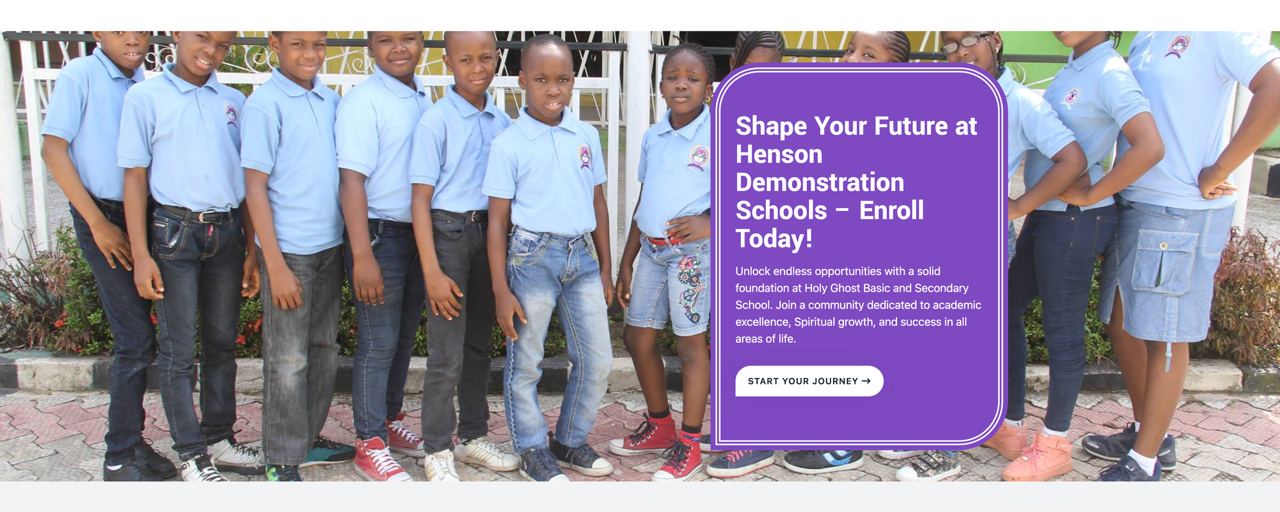 Shape Your Future at
Henson
Demonstration
Schools – Enroll
Today!
Unlock endless opportunities with a solid
foundation at Holy Ghost Basic and Secondary
School. Join a community dedicated to academic
excellence, Spiritual growth, and success in all
areas of life.
START YOUR JOURNEY →